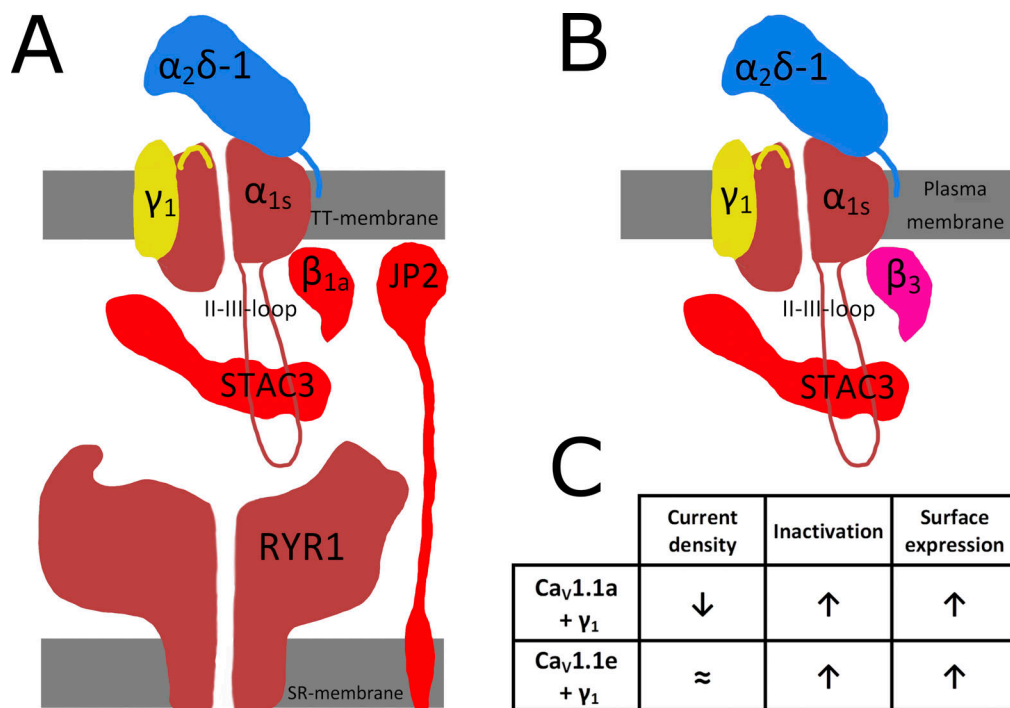 A
α₂δ-1
γ₁
α₁ₛ
TT-membrane
β₁ₐ
JP2
II-III-loop
STAC3
RYR1
SR-membrane
B
α₂δ-1
γ₁
α₁ₛ
Plasma
membrane
β₃
II-III-loop
STAC3
C
Current
density
Inactivation
Surface
expression
Caᵥ1.1a
+ γ₁
↓ ↑ ↑
Caᵥ1.1e
+ γ₁
≈ ↑ ↑